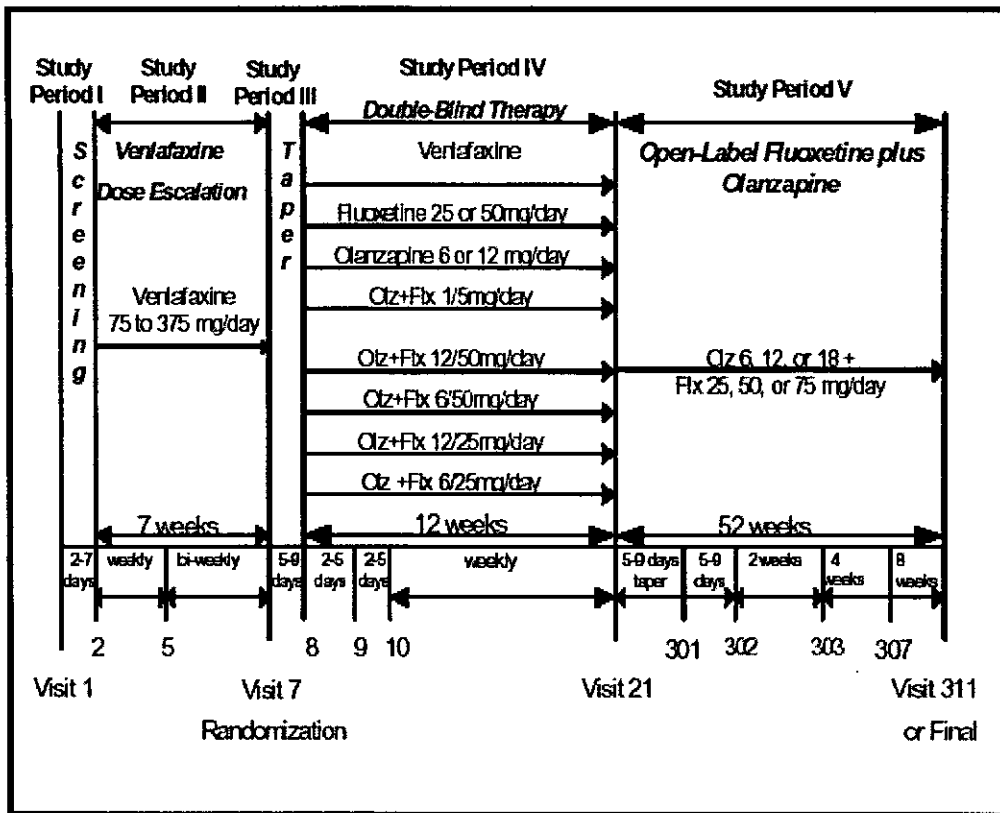 Study Period I
Study Period II
Study Period III
Study Period IV
Study Period V
Double-Blind Therapy
Screening
Venlafaxine
Dose Escalation
Taper
Venlafaxine
Open-Label Fluoxetine plus
Olanzapine
Fluoxetine 25 or 50mg/day
Olanzapine 6 or 12 mg/day
Olz+Flx 1/5mg/day
Venlafaxine
75 to 375 mg/day
Olz+Flx 12/50mg/day
Olz 6, 12, or 18 +
Flx 25, 50, or 75 mg/day
Olz+Flx 6/50mg/day
Olz+Flx 12/25mg/day
Olz +Flx 6/25mg/day
7 weeks
12 weeks
52 weeks
2-7 days
weekly
bi-weekly
5-9 days
2-5 days
2-5 days
weekly
5-9 days taper
5-9 days
2 weeks
4 weeks
8 weeks
2
5
8
9
10
301
302
303
307
Visit 1
Visit 7
Visit 21
Visit 311
Randomization
or Final